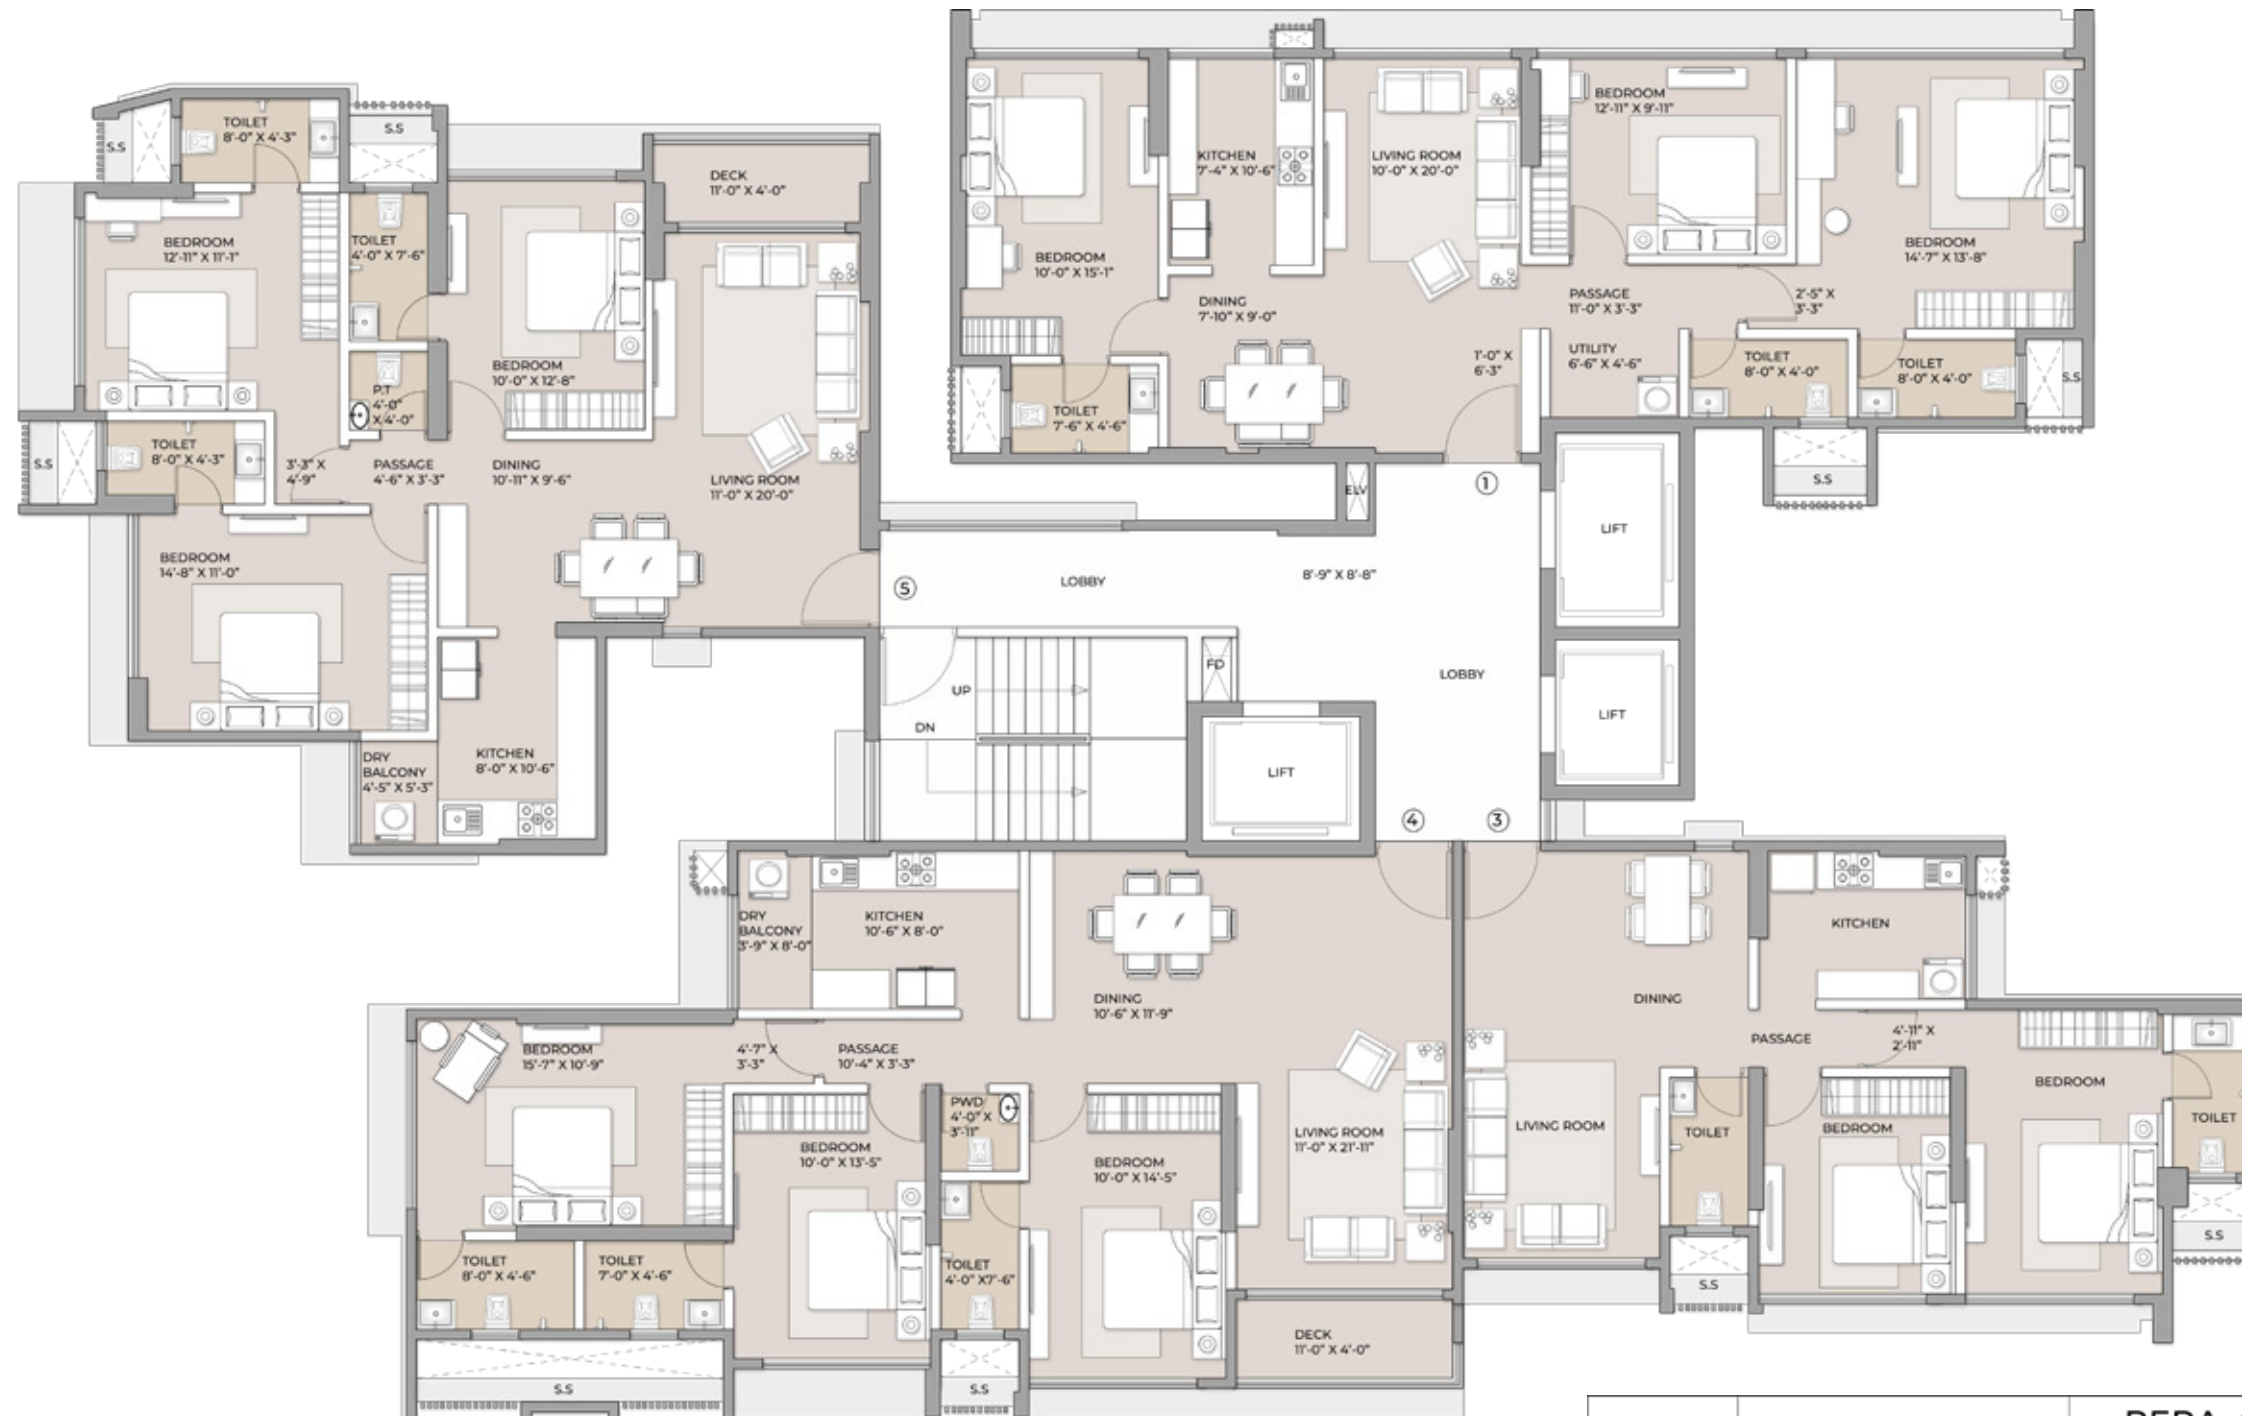 TOILET
8'-0" X 4'-3"
S.S
S.S
BEDROOM
12'-11" X 11'-1"
TOILET
4'-0" X 7'-6"
DECK
11'-0" X 4'-0"
BEDROOM
10'-0" X 12'-8"
P.T
4'-0"
X 4'-0"
TOILET
8'-0" X 4'-3"
S.S
3'-3" X
4'-9"
PASSAGE
4'-6" X 3'-3"
DINING
10'-11" X 9'-6"
LIVING ROOM
11'-0" X 20'-0"
BEDROOM
14'-8" X 11'-0"
KITCHEN
8'-0" X 10'-6"
DRY
BALCONY
4'-5" X 5'-3"
5
BEDROOM
10'-0" X 15'-1"
KITCHEN
7'-4" X 10'-6"
LIVING ROOM
10'-0" X 20'-0"
BEDROOM
12'-11" X 9'-11"
BEDROOM
14'-7" X 13'-8"
DINING
7'-10" X 9'-0"
PASSAGE
11'-0" X 3'-3"
2'-5" X
3'-3"
1'-0" X
6'-3"
UTILITY
6'-6" X 4'-6"
TOILET
8'-0" X 4'-0"
TOILET
8'-0" X 4'-0"
S.S
TOILET
7'-6" X 4'-6"
S.S
ELV
1
LIFT
LOBBY
8'-9" X 8'-8"
LOBBY
FD
UP
DN
LIFT
LIFT
4
3
DRY
BALCONY
3'-9" X 8'-0"
KITCHEN
10'-6" X 8'-0"
DINING
10'-6" X 11'-9"
BEDROOM
15'-7" X 10'-9"
4'-7" X
3'-3"
PASSAGE
10'-4" X 3'-3"
PWD
4'-0" X
3'-11"
BEDROOM
10'-0" X 13'-5"
BEDROOM
10'-0" X 14'-5"
LIVING ROOM
11'-0" X 21'-11"
TOILET
8'-0" X 4'-6"
TOILET
7'-0" X 4'-6"
TOILET
4'-0" X7'-6"
DECK
11'-0" X 4'-0"
S.S
S.S
KITCHEN
DINING
PASSAGE
4'-11" X
2'-11"
BEDROOM
TOILET
LIVING ROOM
TOILET
BEDROOM
S.S
S.S